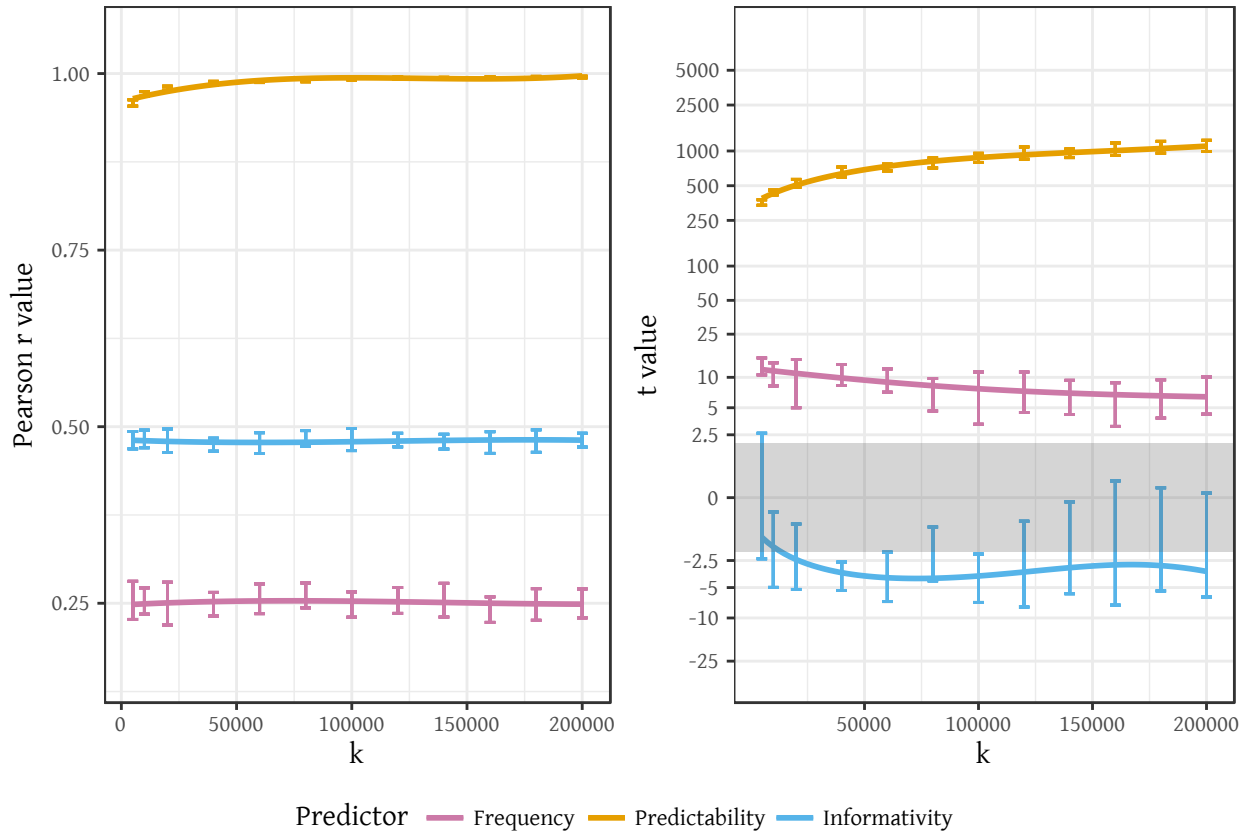 Pearson r value
1.00
0.75
0.50
0.25
0 50000 100000 150000 200000
k
t value
5000
2500
1000
500
250
100
50
25
10
5
2.5
0
-2.5
-5
-10
-25
50000 100000 150000 200000
k
Predictor Frequency Predictability Informativity